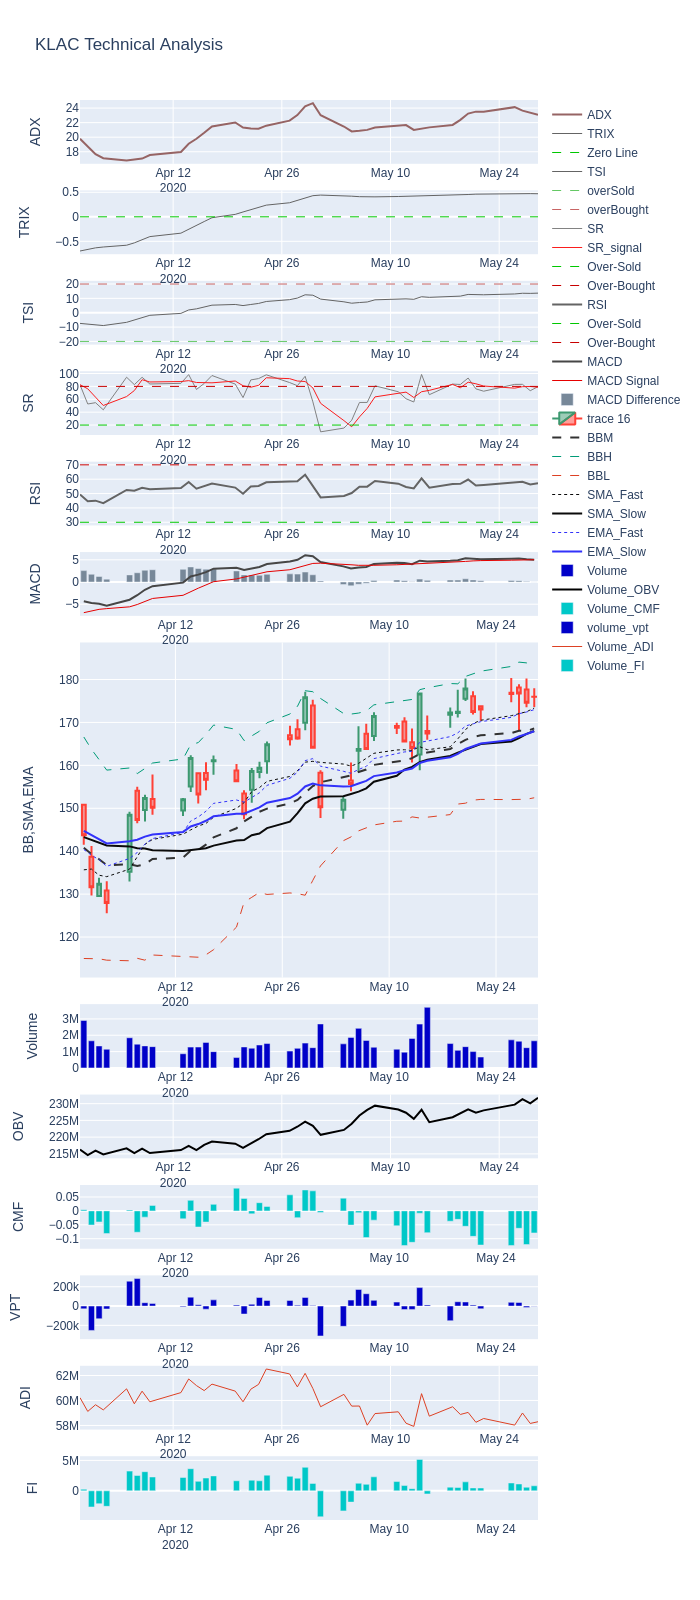 KLAC Technical Analysis
ADX
24
22
20
18
Apr 12
2020
Apr 26
May 10
May 24
TRIX
0.5
0
−0.5
Apr 12
2020
Apr 26
May 10
May 24
TSI
20
10
0
−10
−20
Apr 12
2020
Apr 26
May 10
May 24
SR
100
80
60
40
20
Apr 12
2020
Apr 26
May 10
May 24
RSI
70
60
50
40
30
Apr 12
2020
Apr 26
May 10
May 24
MACD
5
0
−5
Apr 12
2020
Apr 26
May 10
May 24
BB,SMA,EMA
180
170
160
150
140
130
120
Apr 12
2020
Apr 26
May 10
May 24
Volume
3M
2M
1M
0
Apr 12
2020
Apr 26
May 10
May 24
OBV
230M
225M
220M
215M
Apr 12
2020
Apr 26
May 10
May 24
CMF
0.05
0
−0.05
−0.1
Apr 12
2020
Apr 26
May 10
May 24
VPT
200k
0
−200k
Apr 12
2020
Apr 26
May 10
May 24
ADI
62M
60M
58M
Apr 12
2020
Apr 26
May 10
May 24
FI
5M
0
Apr 12
2020
Apr 26
May 10
May 24
ADX
TRIX
Zero Line
TSI
overSold
overBought
SR
SR_signal
Over-Sold
Over-Bought
RSI
Over-Sold
Over-Bought
MACD
MACD Signal
MACD Difference
trace 16
BBM
BBH
BBL
SMA_Fast
SMA_Slow
EMA_Fast
EMA_Slow
Volume
Volume_OBV
Volume_CMF
volume_vpt
Volume_ADI
Volume_FI